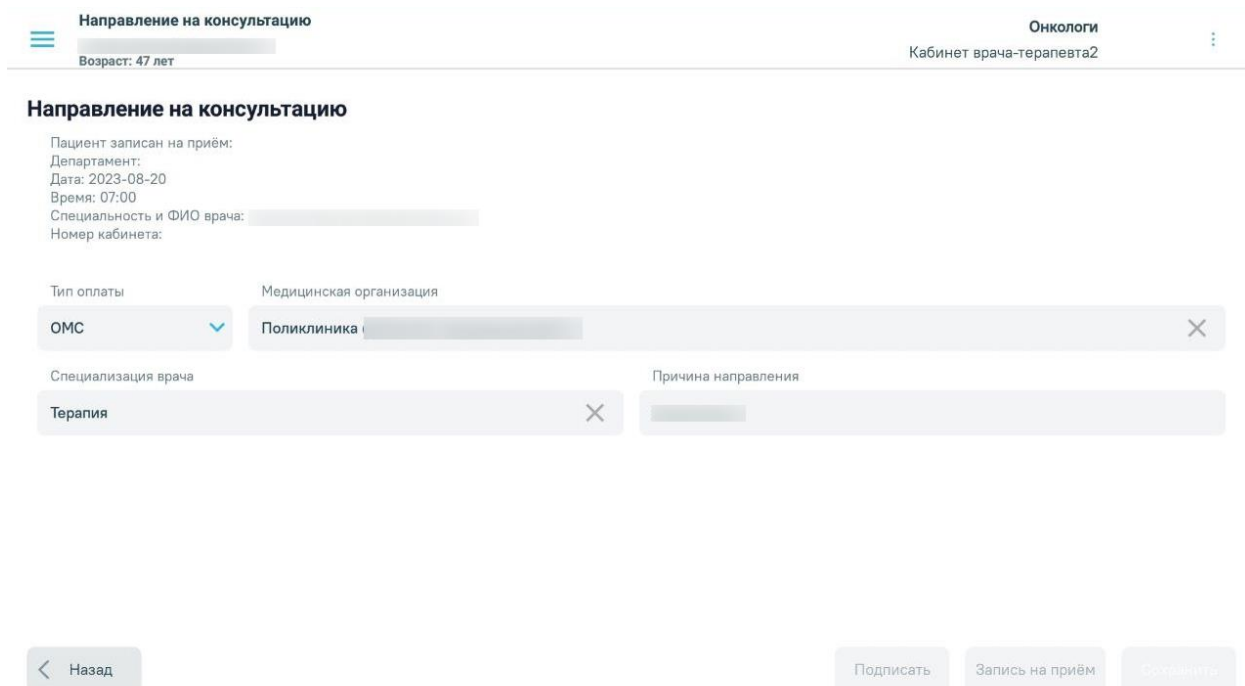 Направление на консультацию
Возраст: 47 лет
Онкологи
Кабинет врача-терапевта2
Направление на консультацию
Пациент записан на приём:
Департамент:
Дата: 2023-08-20
Время: 07:00
Специальность и ФИО врача:
Номер кабинета:
Тип оплаты Медицинская организация
ОМС Поликлиника
Специализация врача Причина направления
Терапия
Назад Подписать Запись на приём Сохранить